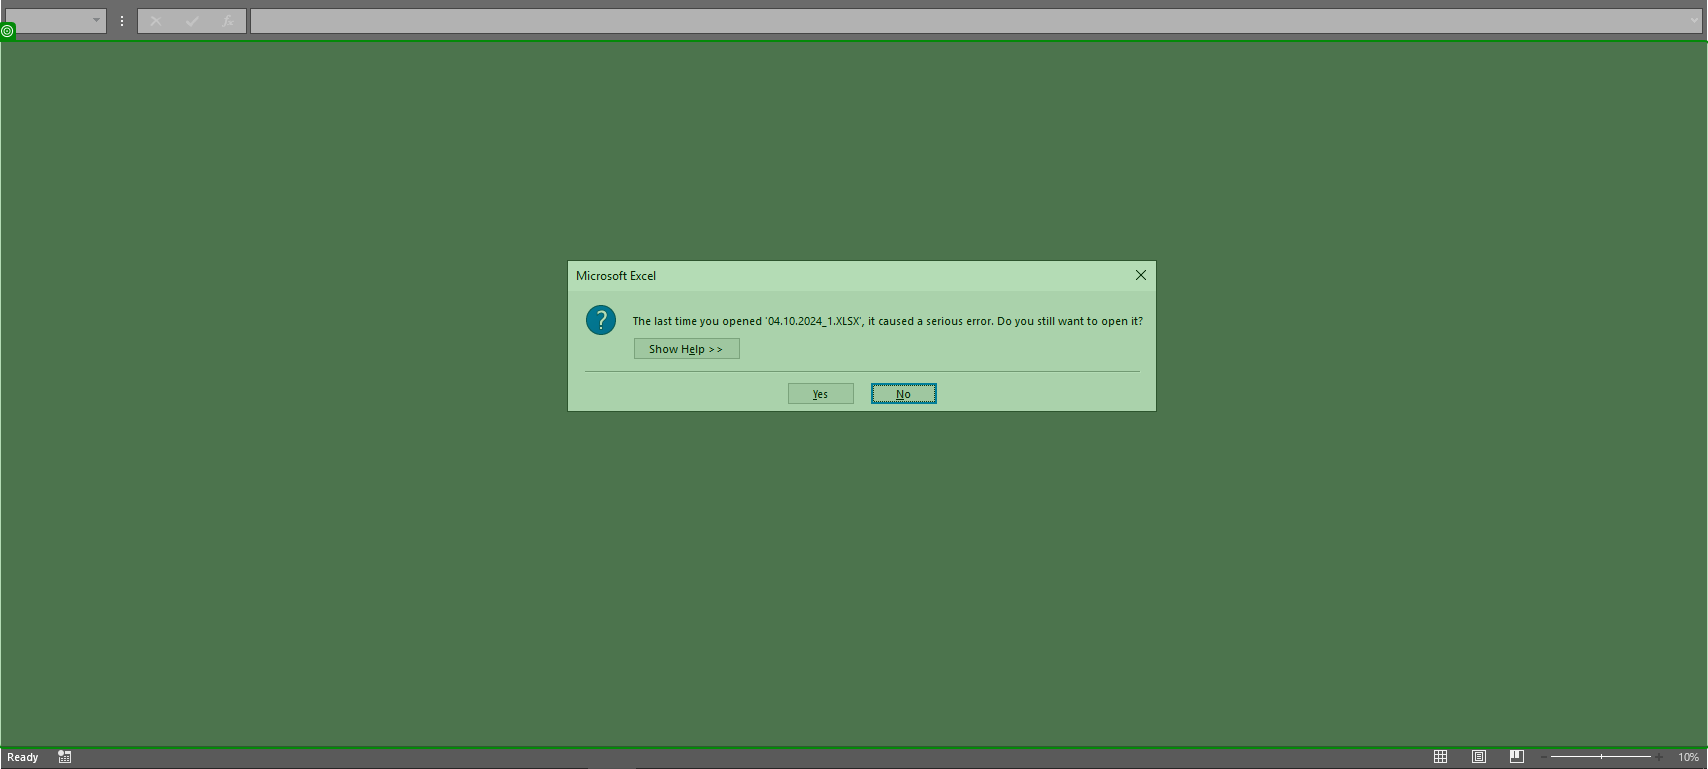 fx
Microsoft Excel
The last time you opened '04.10.2024_1.XLSX', it caused a serious error. Do you still want to open it?
Show Help >>
Yes
No
Ready
10%